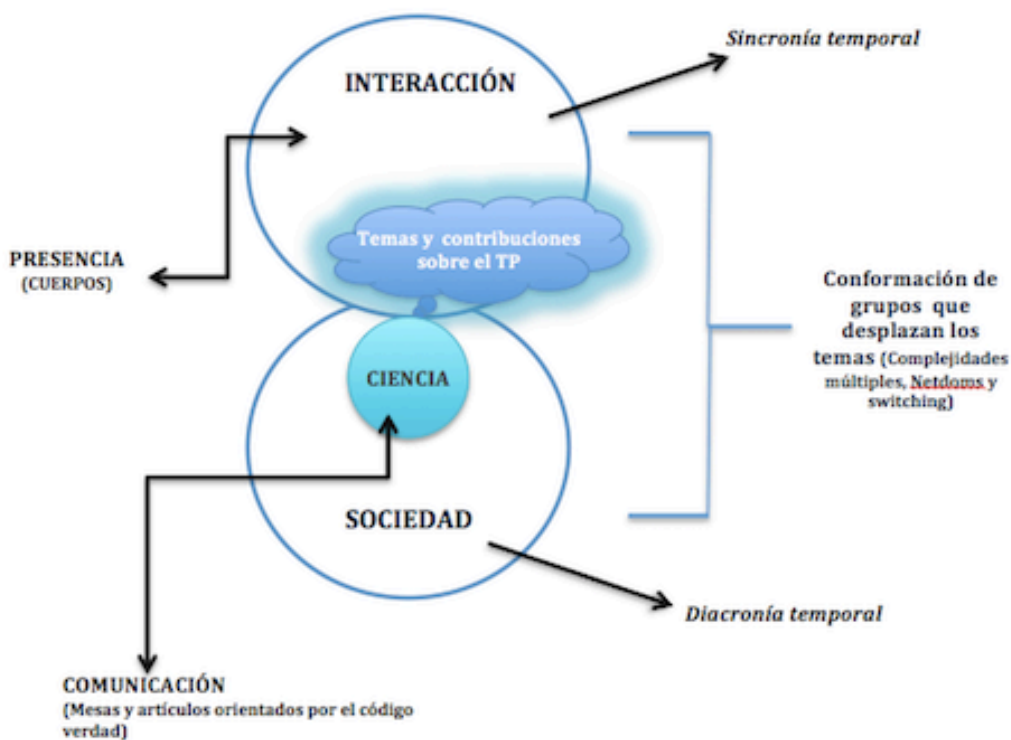 Sincronía temporal
INTERACCIÓN
Temas y contribuciones
sobre el TP
PRESENCIA
(CUERPOS)
Conformación de
grupos que
desplazan los
temas (Complejidades
múltiples, Netdoms y
switching)
CIENCIA
SOCIEDAD
Diacronía temporal
COMUNICACIÓN
(Mesas y artículos orientados por el código
verdad)